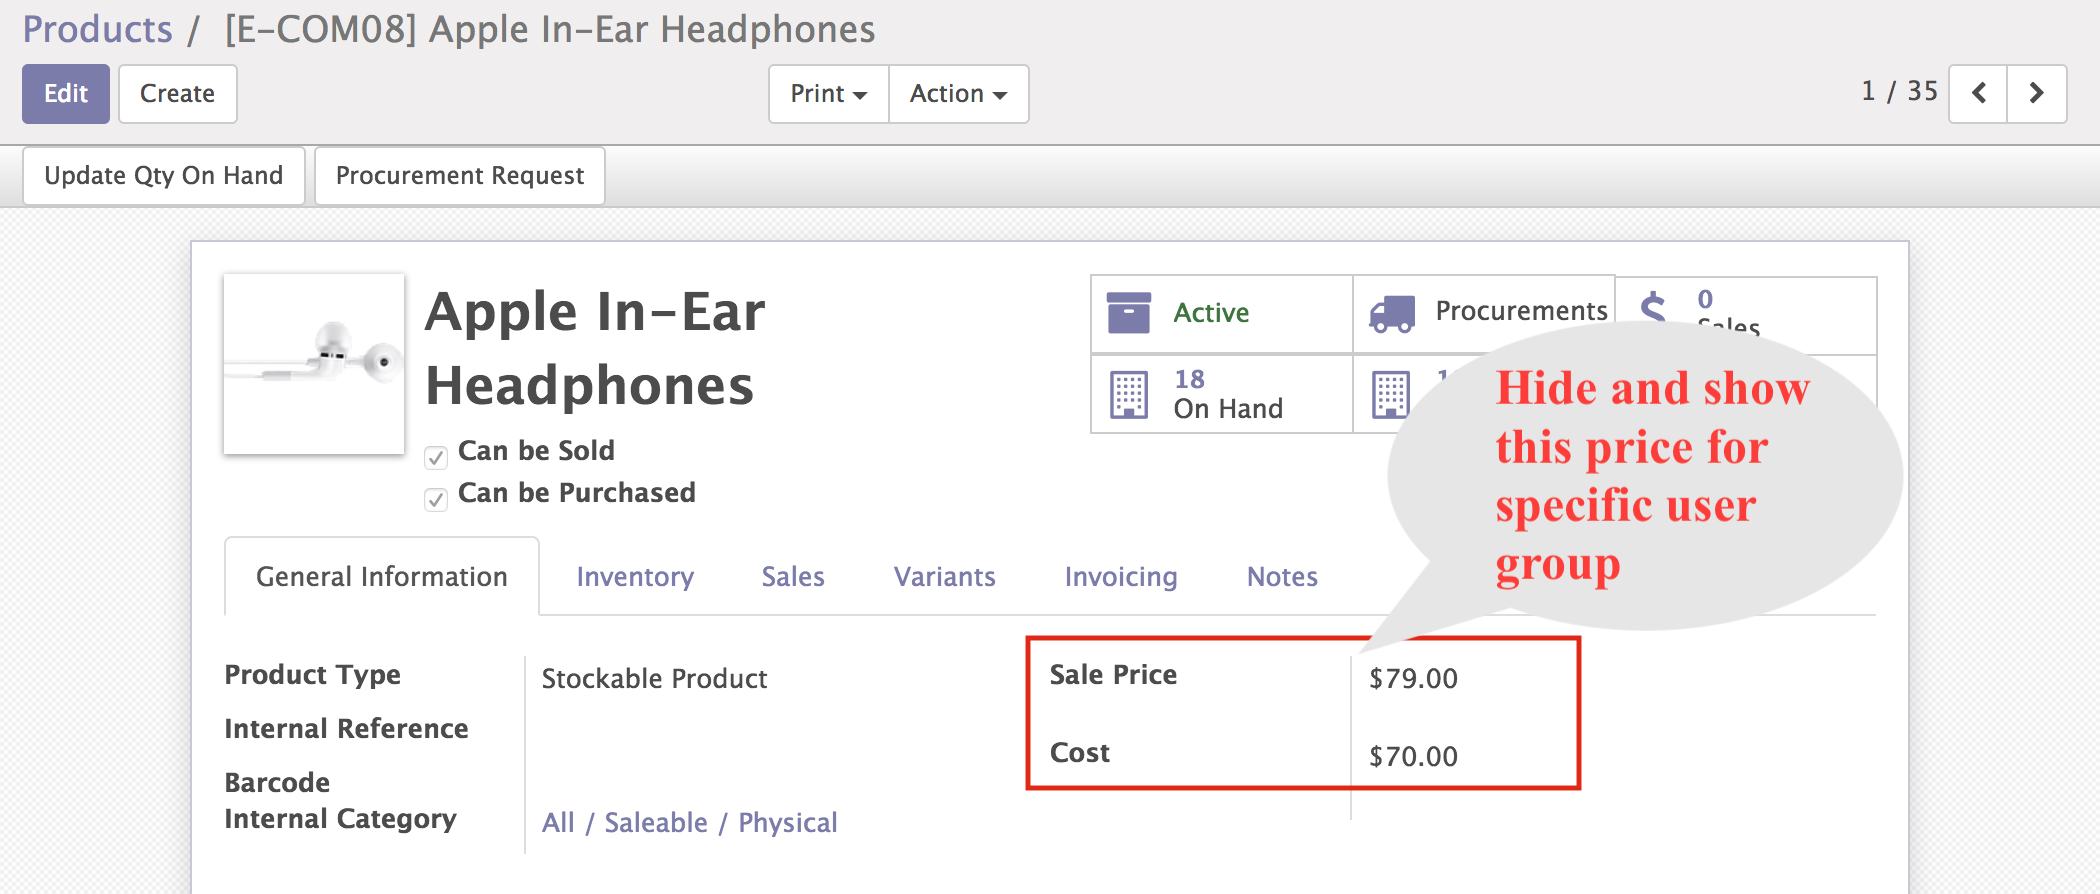 Products / [E-COM08] Apple In-Ear Headphones
Edit Create Print Action 1 / 35
Update Qty On Hand Procurement Request
Apple In-Ear
Headphones
Can be Sold
Can be Purchased
Active
Procurements
0
Sales
18
On Hand
Hide and show
this price for
specific user
group
General Information Inventory Sales Variants Invoicing Notes
Product Type Stockable Product
Internal Reference
Barcode
Internal Category All / Saleable / Physical
Sale Price $79.00
Cost $70.00